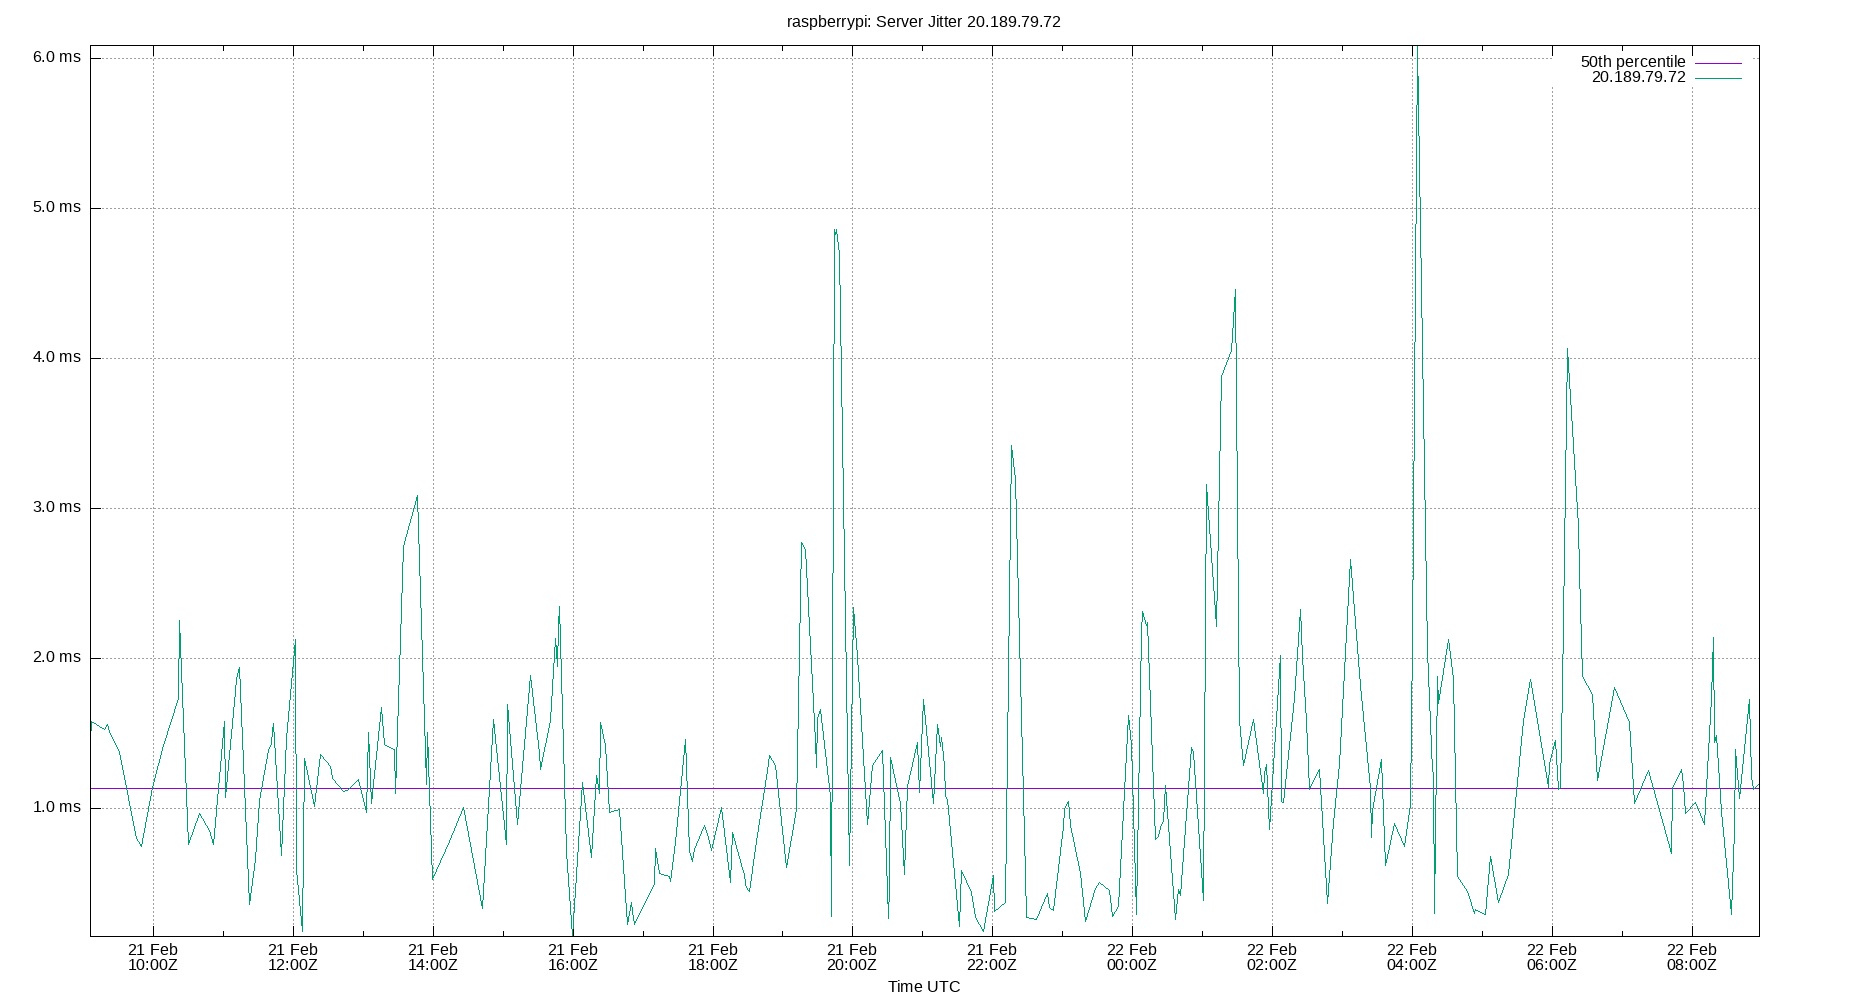 raspberrypi: Server Jitter 20.189.79.72
6.0 ms
5.0 ms
4.0 ms
3.0 ms
2.0 ms
1.0 ms
50th percentile
20.189.79.72
21 Feb 21 Feb 21 Feb 21 Feb 21 Feb 21 Feb 21 Feb 22 Feb 22 Feb 22 Feb 22 Feb 22 Feb
10:00Z 12:00Z 14:00Z 16:00Z 18:00Z 20:00Z 22:00Z 00:00Z 02:00Z 04:00Z 06:00Z 08:00Z
Time UTC